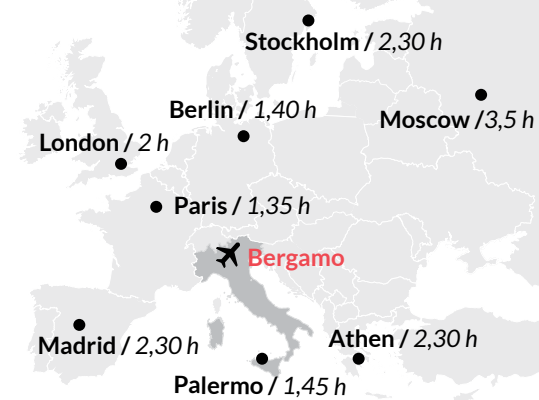 Stockholm / 2,30 h
Berlin / 1,40 h
Moscow /3,5 h
London / 2 h
Paris / 1,35 h
Bergamo
Madrid / 2,30 h
Athen / 2,30 h
Palermo / 1,45 h